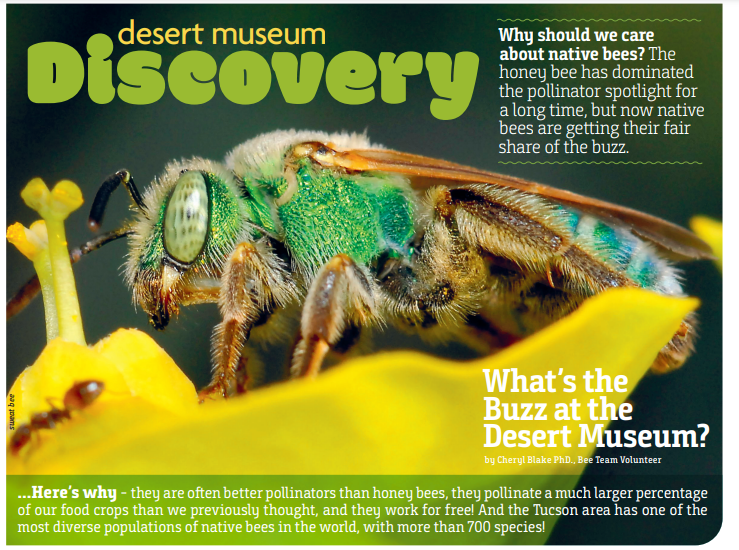 desert museum
Discovery
Why should we care
about native bees? The
honey bee has dominated
the pollinator spotlight for
a long time, but now native
bees are getting their fair
share of the buzz.
sweat bee
What's the
Buzz at the
Desert Museum?
by Cheryl Blake PhD., Bee Team Volunteer
...Here's why - they are often better pollinators than honey bees, they pollinate a much larger percentage
of our food crops than we previously thought, and they work for free! And the Tucson area has one of the
most diverse populations of native bees in the world, with more than 700 species!